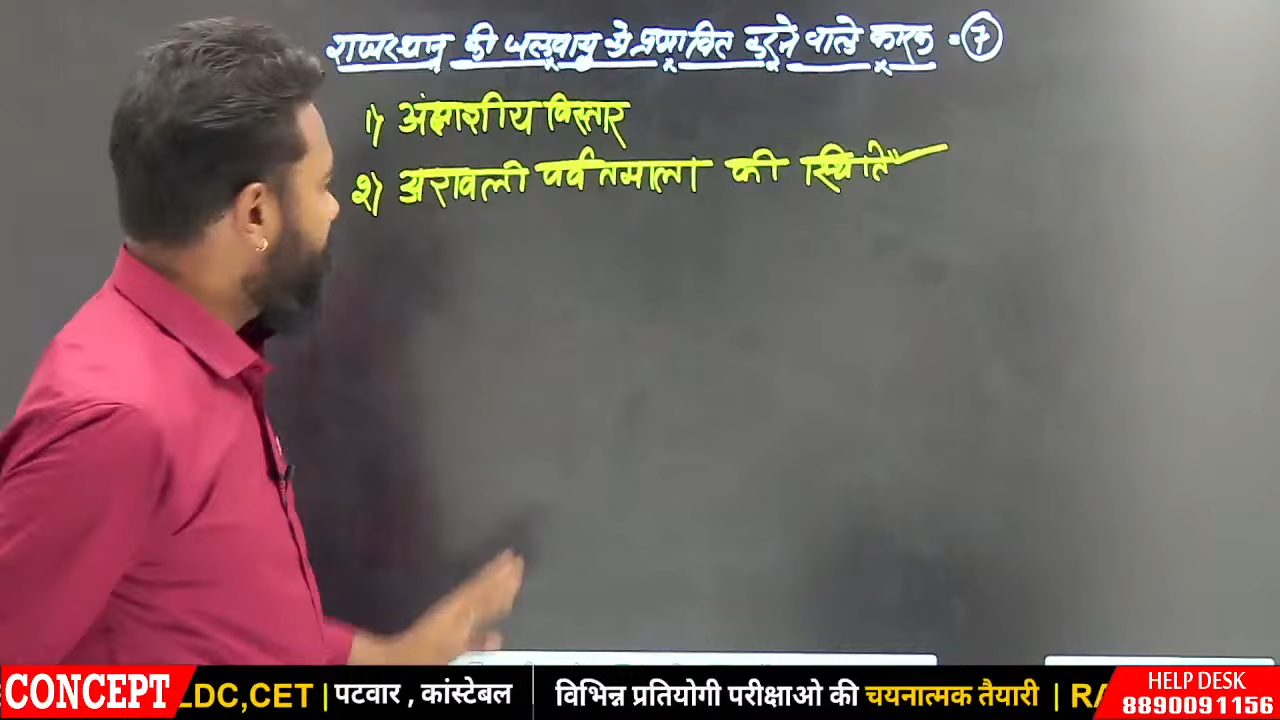 राजस्थान की जलवायु को प्रभावित करने वाले कारक = 7
1) अंक्षाशीय विस्तार
2) अरावली पर्वतमाला की स्थिति
CONCEPT
LDC,CET | पटवार , कांस्टेबल
विभिन्न प्रतियोगी परीक्षाओ की चयनात्मक तैयारी | RA
HELP DESK
8890091156